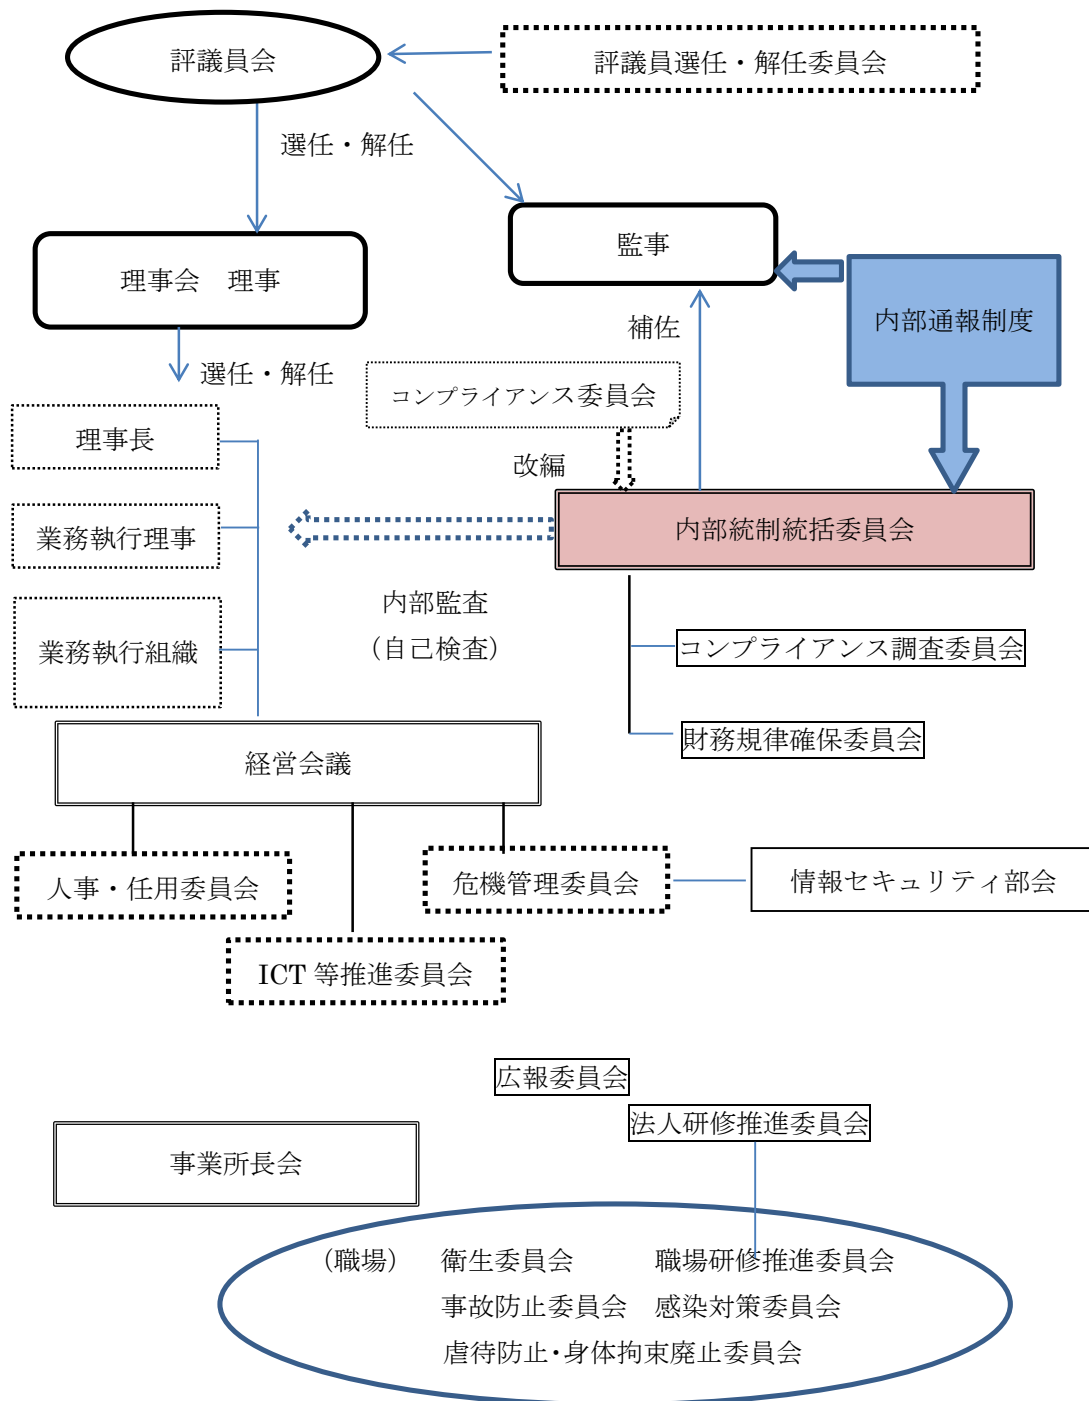 評議員会
評議員選任・解任委員会
選任・解任
監事
理事会　理事
内部通報制度
補佐
選任・解任
コンプライアンス委員会
理事長
改編
業務執行理事
内部統制統括委員会
内部監査
（自己検査）
業務執行組織
コンプライアンス調査委員会
財務規律確保委員会
経営会議
人事・任用委員会
危機管理委員会
情報セキュリティ部会
ICT 等推進委員会
広報委員会
法人研修推進委員会
事業所長会
（職場）　衛生委員会　職場研修推進委員会
事故防止委員会　感染対策委員会
虐待防止・身体拘束廃止委員会